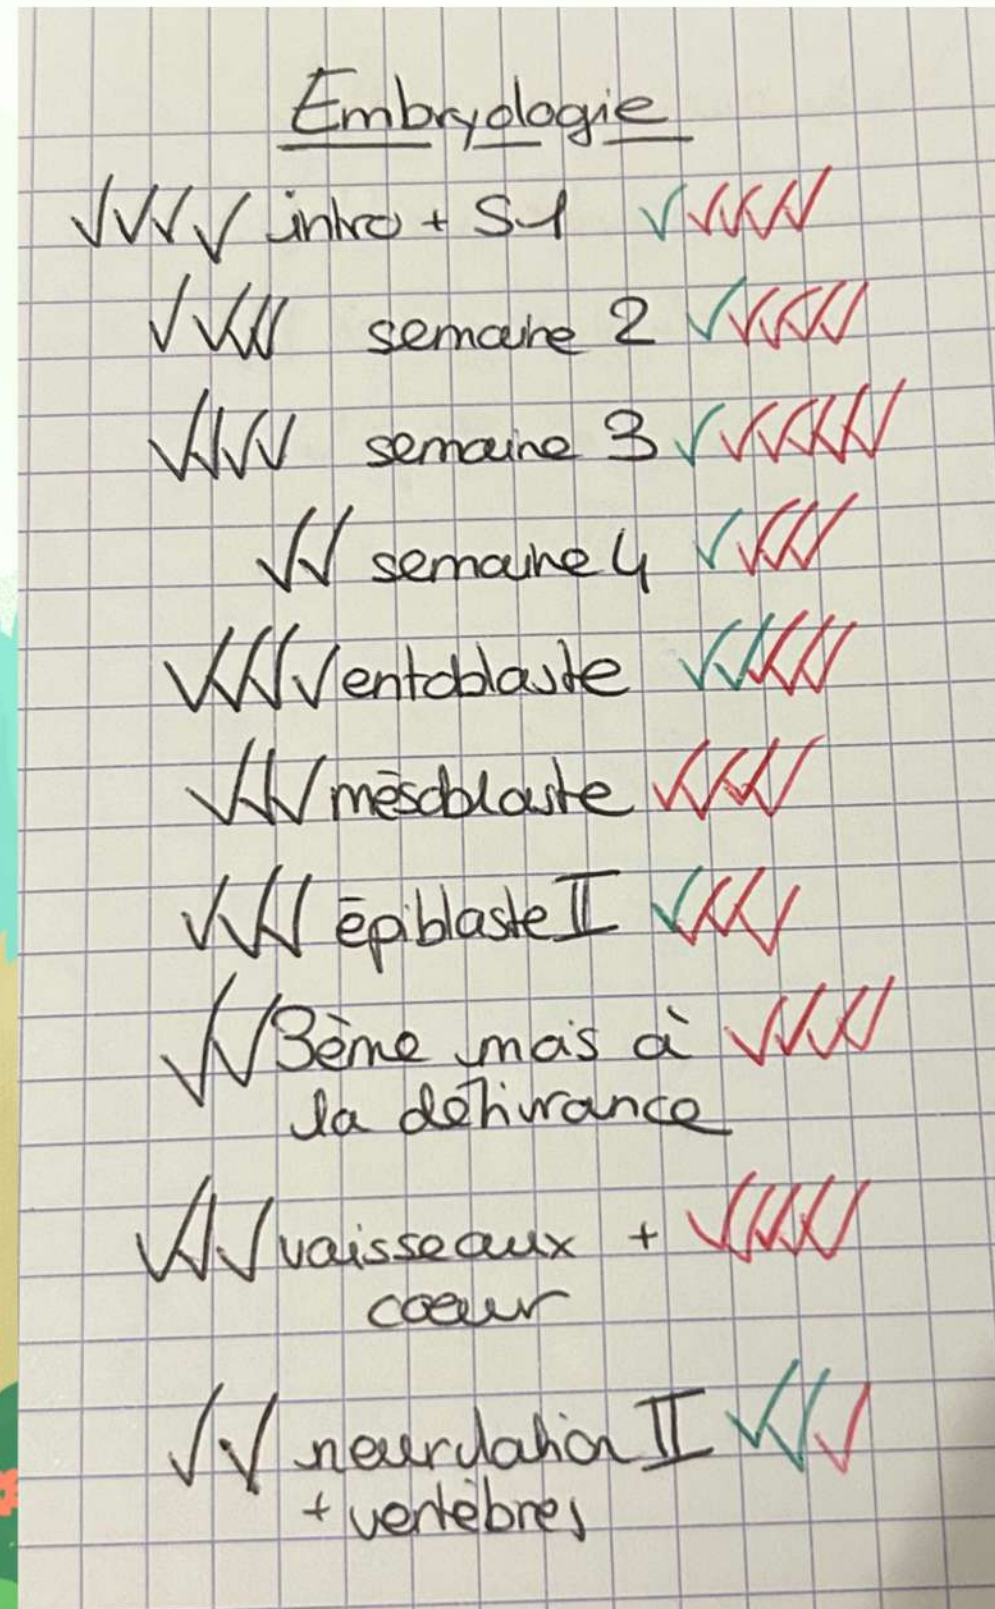 Embryologie
intro + S1
semaine 2
semaine 3
semaine 4
entoblaste
mésoblaste
épiblaste II
3ème mois à
la délivrance
vaisseaux +
coeur
neurulation II
+ vertèbres